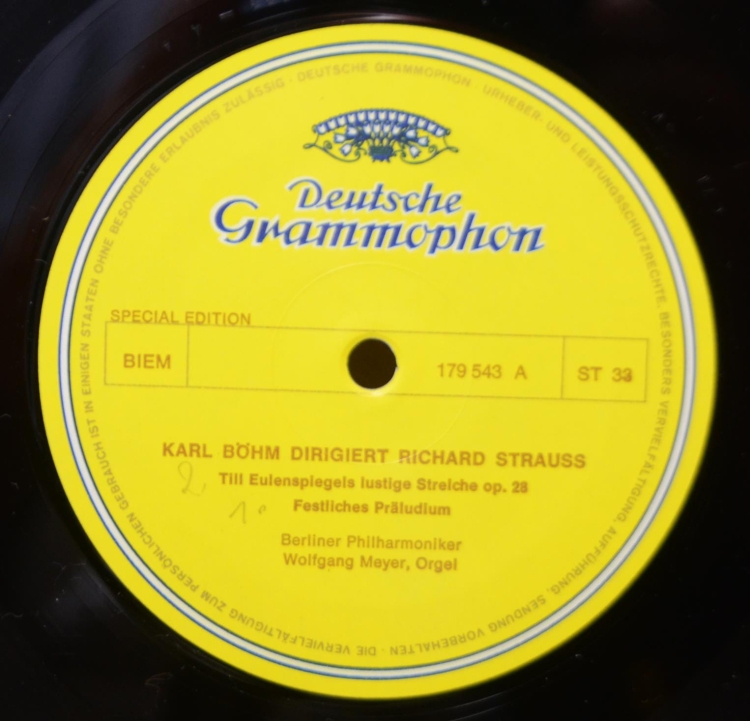 Deutsche
Grammophon
SPECIAL EDITION
BIEM
179 543 A
ST 33
KARL BÖHM DIRIGIERT RICHARD STRAUSS
2.
Till Eulenspiegels lustige Streiche op. 28
1.
Festliches Präludium
Berliner Philharmoniker
Wolfgang Meyer, Orgel
DEUTSCHE GRAMMOPHON · URHEBER- UND LEISTUNGSSCHUTZRECHTE, BESONDERS VERVIELFÄLTIGUNG, AUFFÜHRUNG, SENDUNG VORBEHALTEN · DIE VERVIELFÄLTIGUNG ZUM PERSÖNLICHEN GEBRAUCH IST IN EINIGEN STAATEN OHNE BESONDERE ERLAUBNIS ZULÄSSIG ·